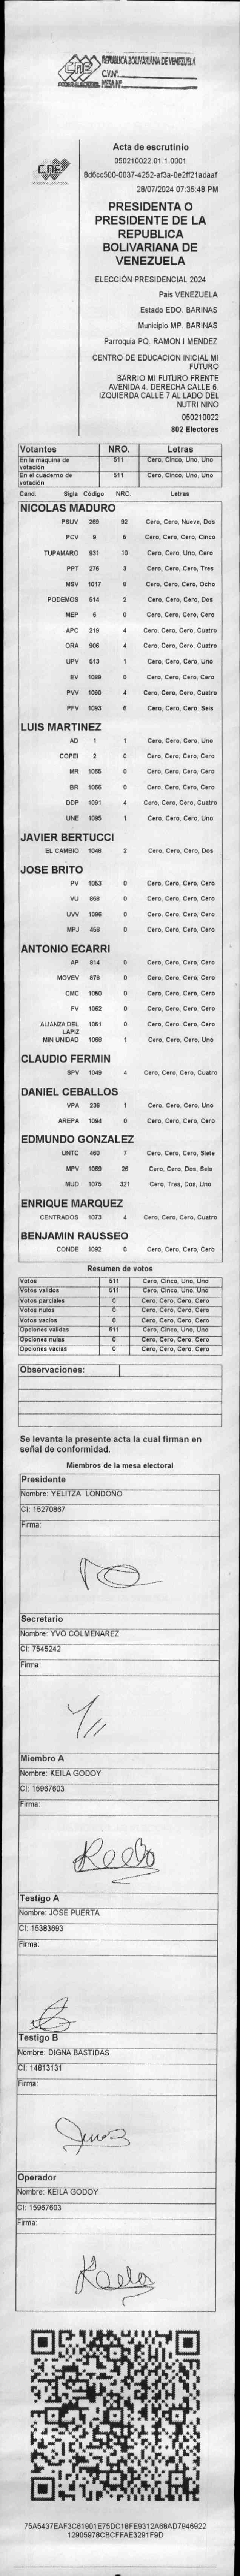 CNE
PODER ELECTORAL
REPÚBLICA BOLIVARIANA DE VENEZUELA
C.V.Nº
MESA Nº
CNE
Acta de escrutinio
050210022.01.1.0001
8d6cc500-0037-4252-af3a-0e2ff21adaaf
28/07/2024 07:35:48 PM
PRESIDENTA O
PRESIDENTE DE LA
REPUBLICA
BOLIVARIANA DE
VENEZUELA
ELECCIÓN PRESIDENCIAL 2024
Pais VENEZUELA
Estado EDO. BARINAS
Municipio MP. BARINAS
Parroquia PQ. RAMON I MENDEZ
CENTRO DE EDUCACION INICIAL MI
FUTURO
BARRIO MI FUTURO FRENTE
AVENIDA 4. DERECHA CALLE 6.
IZQUIERDA CALLE 7 AL LADO DEL
NUTRI NINO
050210022
802 Electores
Votantes NRO. Letras
En la máquina de votación 511 Cero, Cinco, Uno, Uno
En el cuaderno de votación 511 Cero, Cinco, Uno, Uno
Cand. Sigla Código NRO. Letras
NICOLAS MADURO
PSUV 269 92 Cero, Cero, Nueve, Dos
PCV 9 5 Cero, Cero, Cero, Cinco
TUPAMARO 931 10 Cero, Cero, Uno, Cero
PPT 276 3 Cero, Cero, Cero, Tres
MSV 1017 8 Cero, Cero, Cero, Ocho
PODEMOS 514 2 Cero, Cero, Cero, Dos
MEP 6 0 Cero, Cero, Cero, Cero
APC 219 4 Cero, Cero, Cero, Cuatro
ORA 906 4 Cero, Cero, Cero, Cuatro
UPV 513 1 Cero, Cero, Cero, Uno
EV 1089 0 Cero, Cero, Cero, Cero
PVV 1090 4 Cero, Cero, Cero, Cuatro
PFV 1093 6 Cero, Cero, Cero, Seis
LUIS MARTINEZ
AD 1 1 Cero, Cero, Cero, Uno
COPEI 2 0 Cero, Cero, Cero, Cero
MR 1065 0 Cero, Cero, Cero, Cero
BR 1066 0 Cero, Cero, Cero, Cero
DDP 1091 4 Cero, Cero, Cero, Cuatro
UNE 1095 1 Cero, Cero, Cero, Uno
JAVIER BERTUCCI
EL CAMBIO 1048 2 Cero, Cero, Cero, Dos
JOSE BRITO
PV 1053 0 Cero, Cero, Cero, Cero
VU 868 0 Cero, Cero, Cero, Cero
UVV 1096 0 Cero, Cero, Cero, Cero
MPJ 458 0 Cero, Cero, Cero, Cero
ANTONIO ECARRI
AP 814 0 Cero, Cero, Cero, Cero
MOVEV 878 0 Cero, Cero, Cero, Cero
CMC 1050 0 Cero, Cero, Cero, Cero
FV 1062 0 Cero, Cero, Cero, Cero
ALIANZA DEL LAPIZ 1051 0 Cero, Cero, Cero, Cero
MIN UNIDAD 1068 1 Cero, Cero, Cero, Uno
CLAUDIO FERMIN
SPV 1049 4 Cero, Cero, Cero, Cuatro
DANIEL CEBALLOS
VPA 236 1 Cero, Cero, Cero, Uno
AREPA 1094 0 Cero, Cero, Cero, Cero
EDMUNDO GONZALEZ
UNTC 460 7 Cero, Cero, Cero, Siete
MPV 1069 26 Cero, Cero, Dos, Seis
MUD 1075 321 Cero, Tres, Dos, Uno
ENRIQUE MARQUEZ
CENTRADOS 1073 4 Cero, Cero, Cero, Cuatro
BENJAMIN RAUSSEO
CONDE 1092 0 Cero, Cero, Cero, Cero
Resumen de votos
Votos 511 Cero, Cinco, Uno, Uno
Votos validos 511 Cero, Cinco, Uno, Uno
Votos parciales 0 Cero, Cero, Cero, Cero
Votos nulos 0 Cero, Cero, Cero, Cero
Votos vacios 0 Cero, Cero, Cero, Cero
Opciones validas 511 Cero, Cinco, Uno, Uno
Opciones nulas 0 Cero, Cero, Cero, Cero
Opciones vacias 0 Cero, Cero, Cero, Cero
Observaciones:
Se levanta la presente acta la cual firman en
señal de conformidad.
Miembros de la mesa electoral
Presidente
Nombre: YELITZA LONDOÑO
CI: 15270867
Firma:
Secretario
Nombre: YVO COLMENAREZ
CI: 7545242
Firma:
Miembro A
Nombre: KEILA GODOY
CI: 15967603
Firma:
Testigo A
Nombre: JOSE PUERTA
CI: 15383693
Firma:
Testigo B
Nombre: DIGNA BASTIDAS
CI: 14813131
Firma:
Operador
Nombre: KEILA GODOY
CI: 15967603
Firma:
75A5437EAF3C61901E75DC18FE9312A68AD7946922
12905978CBCFFAE3291F9D